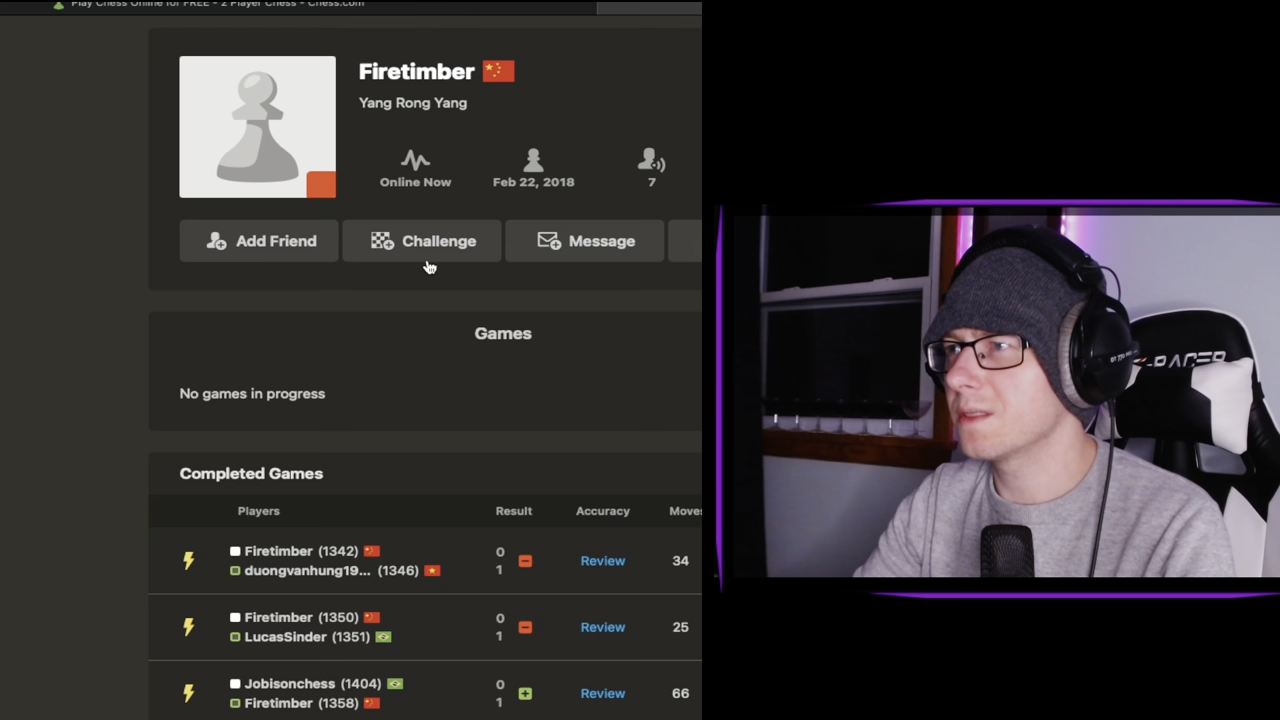 Play Chess Online for FREE - 2 Player Chess - Chess.com
Firetimber
Yang Rong Yang
Online Now
Feb 22, 2018
7
Add Friend
Challenge
Message
Games
No games in progress
Completed Games
Players Result Accuracy Moves
Firetimber (1342) 0
duongvanhung19... (1346) 1
Review
34
Firetimber (1350) 0
LucasSinder (1351) 1
Review
25
Jobisonchess (1404) 0
Firetimber (1358) 1
Review
66
RACER